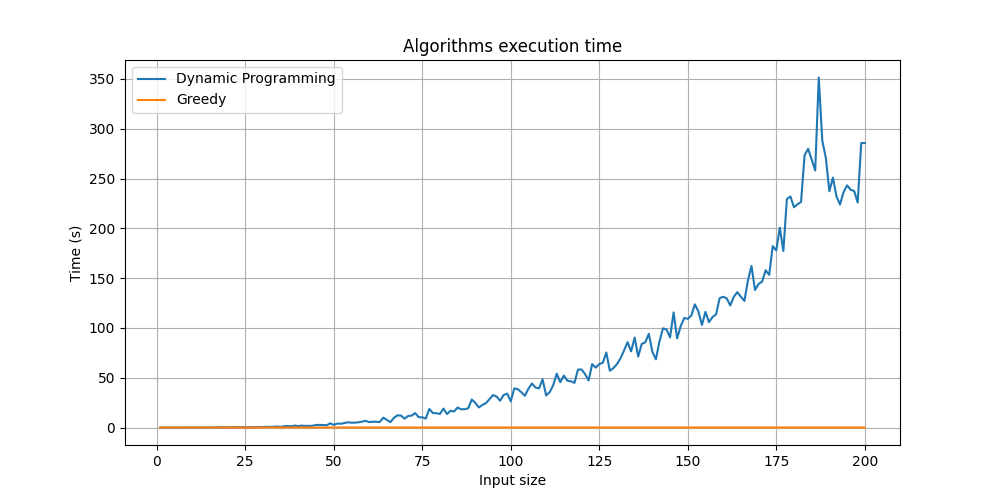 Algorithms execution time
Dynamic Programming
Greedy
350
300
250
200
150
100
50
0
Time (s)
0 25 50 75 100 125 150 175 200
Input size